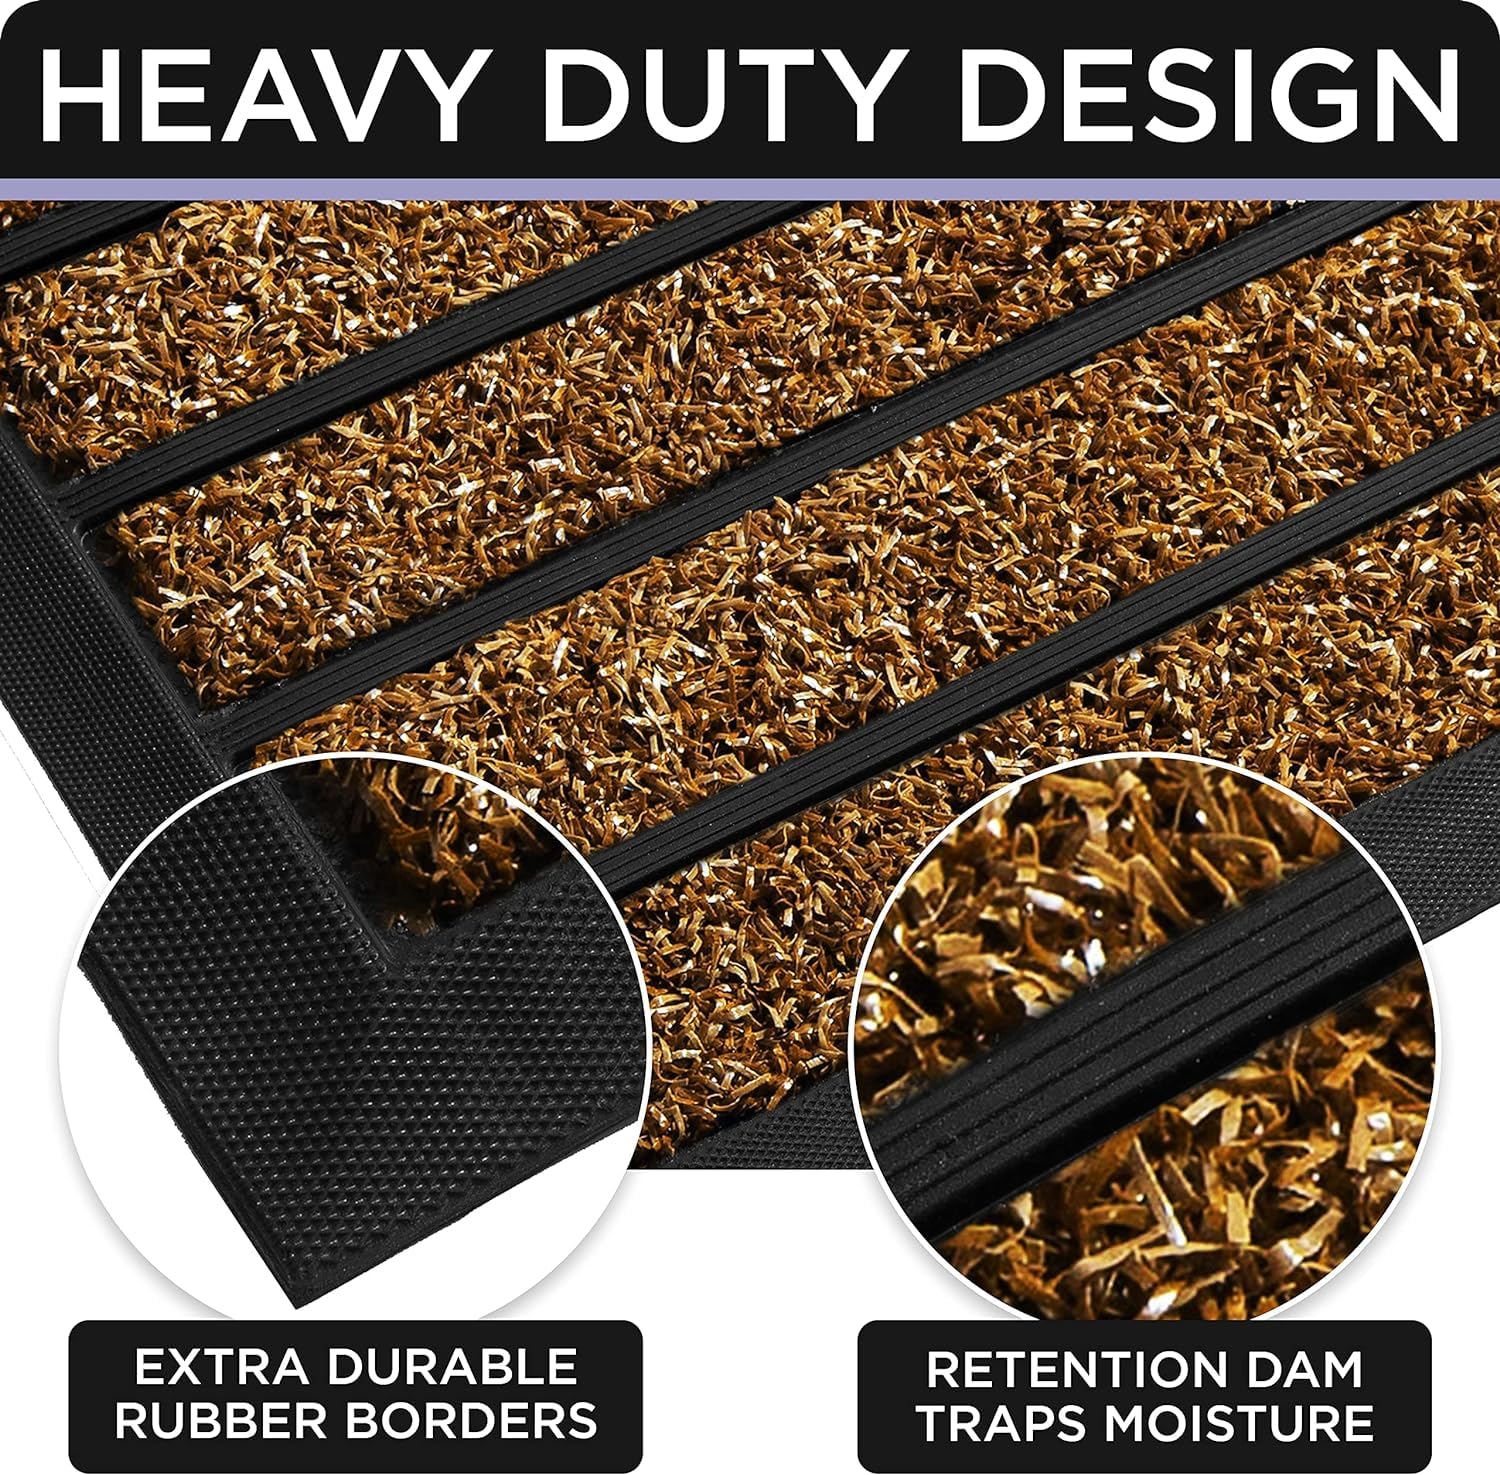 HEAVY DUTY DESIGN
EXTRA DURABLE
RUBBER BORDERS
RETENTION DAM
TRAPS MOISTURE